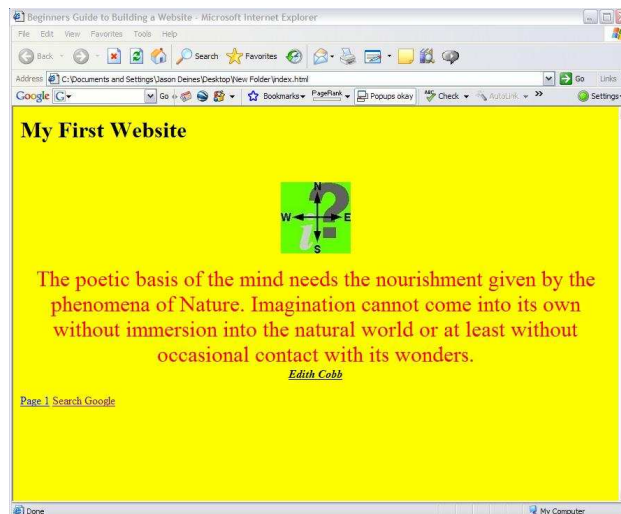 Beginners Guide to Building a Website - Microsoft Internet Explorer
File Edit View Favorites Tools Help
Back Search Favorites
Address C:\Documents and Settings\Jason Deines\Desktop\New Folder\index.html Go Links
Google G Go Bookmarks PageRank Popups okay Check AutoLink Settings
My First Website
N
W E
S
The poetic basis of the mind needs the nourishment given by the
phenomena of Nature. Imagination cannot come into its own
without immersion into the natural world or at least without
occasional contact with its wonders.
Edith Cobb
Page 1 Search Google
Done My Computer